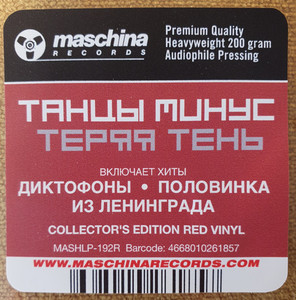 maschina
RECORDS
Premium Quality
Heavyweight 200 gram
Audiophile Pressing
ТАНЦЫ МИНУС
ТЕРЯЯ ТЕНЬ
ВКЛЮЧАЕТ ХИТЫ
ДИКТОФОНЫ • ПОЛОВИНКА
ИЗ ЛЕНИНГРАДА
COLLECTOR'S EDITION RED VINYL
MASHLP-192R Barcode: 4668010261857
WWW.MASCHINARECORDS.COM